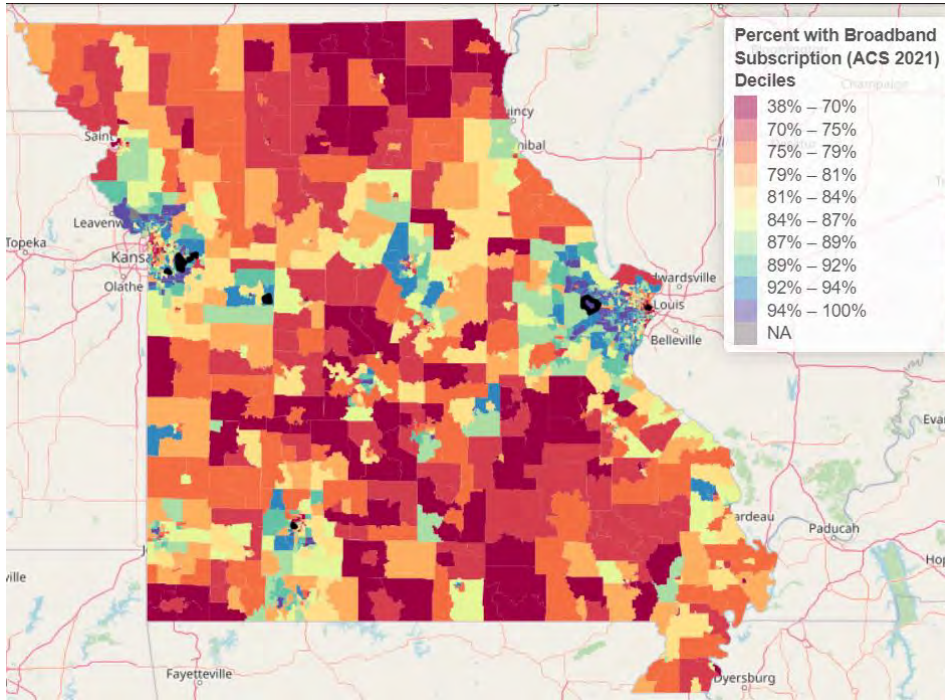 Percent with Broadband
Subscription (ACS 2021)
Deciles
Champaign
38% – 70%
70% – 75%
75% – 79%
79% – 81%
81% – 84%
84% – 87%
87% – 89%
89% – 92%
92% – 94%
94% – 100%
NA
uincy
Saint
nibal
Leavenw
Topeka
Kansa
Olathe
dwardsville
Louis
Belleville
Evan
ardeau
Paducah
Hop
J
ville
Fayetteville
Dyersburg